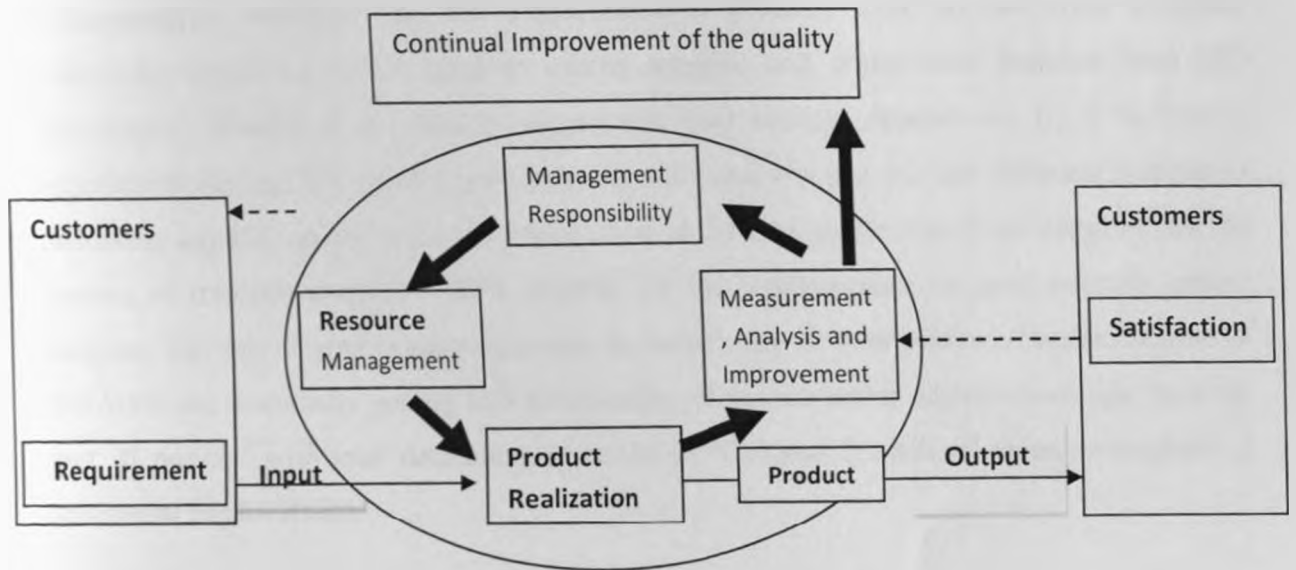 Continual Improvement of the quality
Management
Responsibility
Customers
Customers
Resource
Management
Measurement
Analysis and
Improvement
Satisfaction
Requirement
Input
Product
Realization
Product
Output